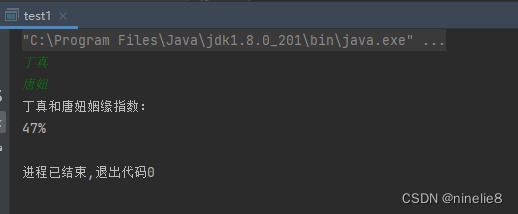 test1
"C:\Program Files\Java\jdk1.8.0_201\bin\java.exe" ...
丁真
唐妞
丁真和唐妞姻缘指数:
47%
进程已结束,退出代码0
CSDN @ninelie8